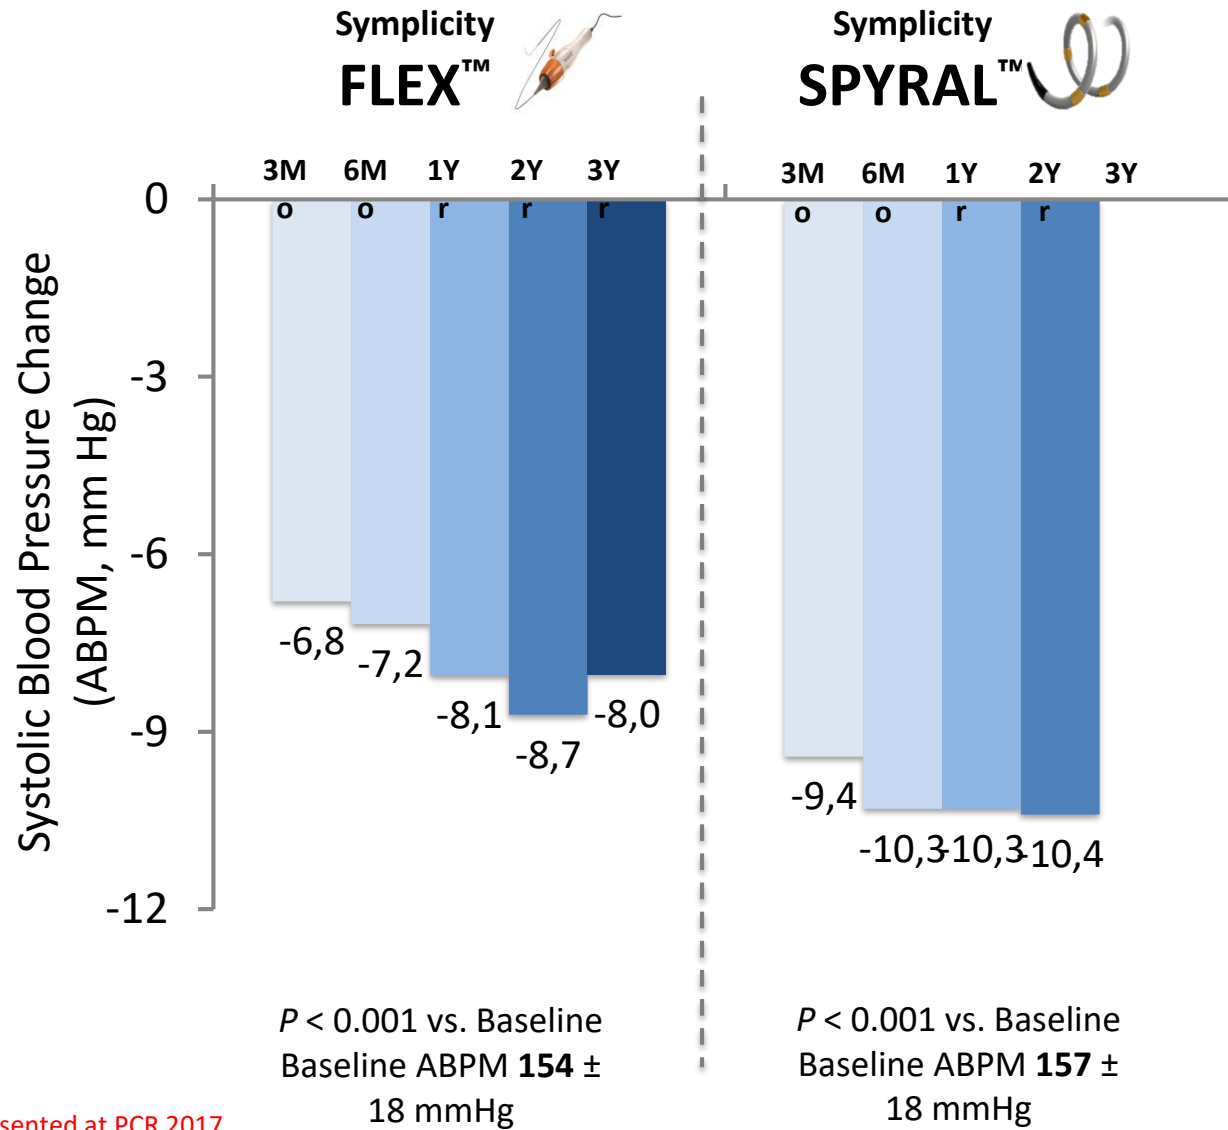 Symplicity
FLEX™
Symplicity
SPYRAL™
3M 6M 1Y 2Y 3Y
o o r r r
3M 6M 1Y 2Y 3Y
o o r r
Systolic Blood Pressure Change
(ABPM, mm Hg)
0
-3
-6
-9
-12
-6,8
-7,2
-8,1
-8,7
-8,0
-9,4
-10,3
-10,3
-10,4
P < 0.001 vs. Baseline
Baseline ABPM 154 ±
18 mmHg
P < 0.001 vs. Baseline
Baseline ABPM 157 ±
18 mmHg
sented at PCR 2017